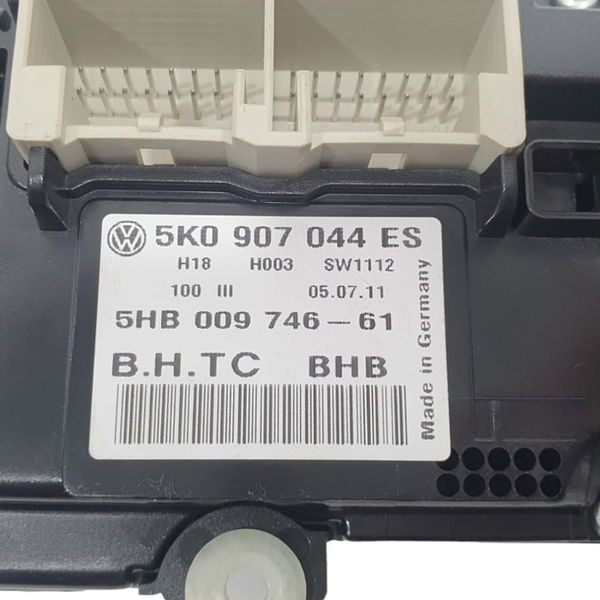 5K0 907 044 ES
H18 H003 SW1112
100 III 05.07.11
5HB 009 746-61
B.H.TC BHB
Made in Germany